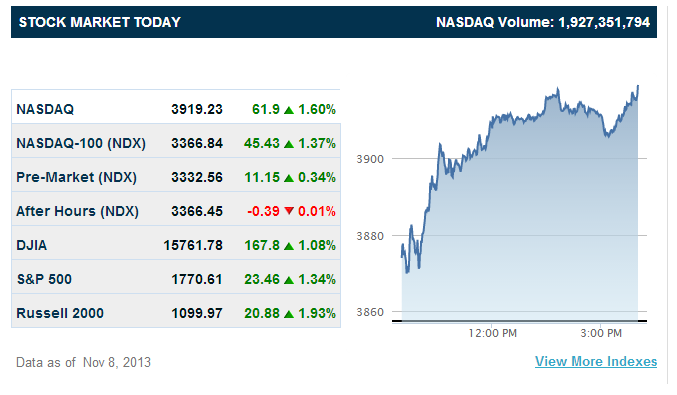 STOCK MARKET TODAY NASDAQ Volume: 1,927,351,794
NASDAQ 3919.23 61.9 ▲ 1.60%
NASDAQ-100 (NDX) 3366.84 45.43 ▲ 1.37%
Pre-Market (NDX) 3332.56 11.15 ▲ 0.34%
After Hours (NDX) 3366.45 -0.39 ▼ 0.01%
DJIA 15761.78 167.8 ▲ 1.08%
S&P 500 1770.61 23.46 ▲ 1.34%
Russell 2000 1099.97 20.88 ▲ 1.93%
3900
3880
3860
12:00 PM 3:00 PM
Data as of Nov 8, 2013
View More Indexes